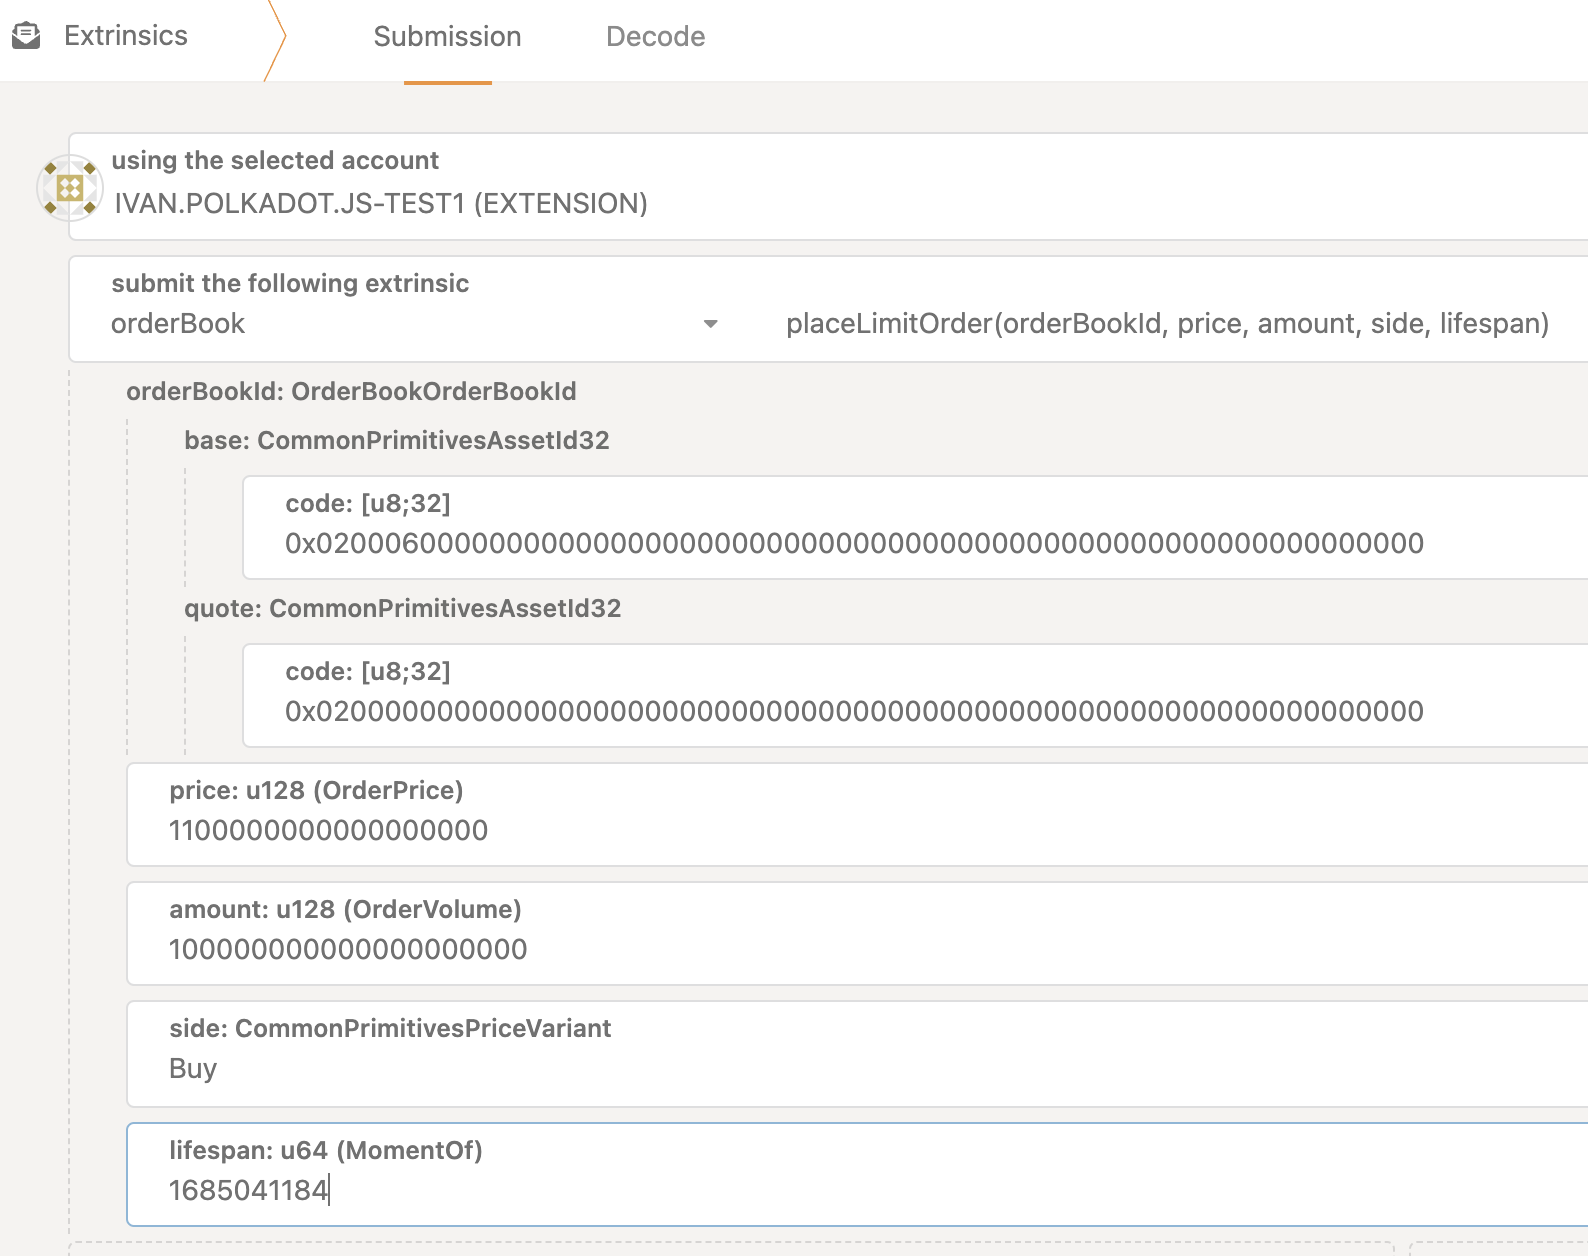 Extrinsics
Submission
Decode
using the selected account
IVAN.POLKADOT.JS-TEST1 (EXTENSION)
submit the following extrinsic
orderBook
placeLimitOrder(orderBookId, price, amount, side, lifespan)
orderBookId: OrderBookOrderBookId
base: CommonPrimitivesAssetId32
code: [u8;32]
0x0200060000000000000000000000000000000000000000000000000000000000
quote: CommonPrimitivesAssetId32
code: [u8;32]
0x0200000000000000000000000000000000000000000000000000000000000000
price: u128 (OrderPrice)
1100000000000000000
amount: u128 (OrderVolume)
100000000000000000000
side: CommonPrimitivesPriceVariant
Buy
lifespan: u64 (MomentOf)
1685041184